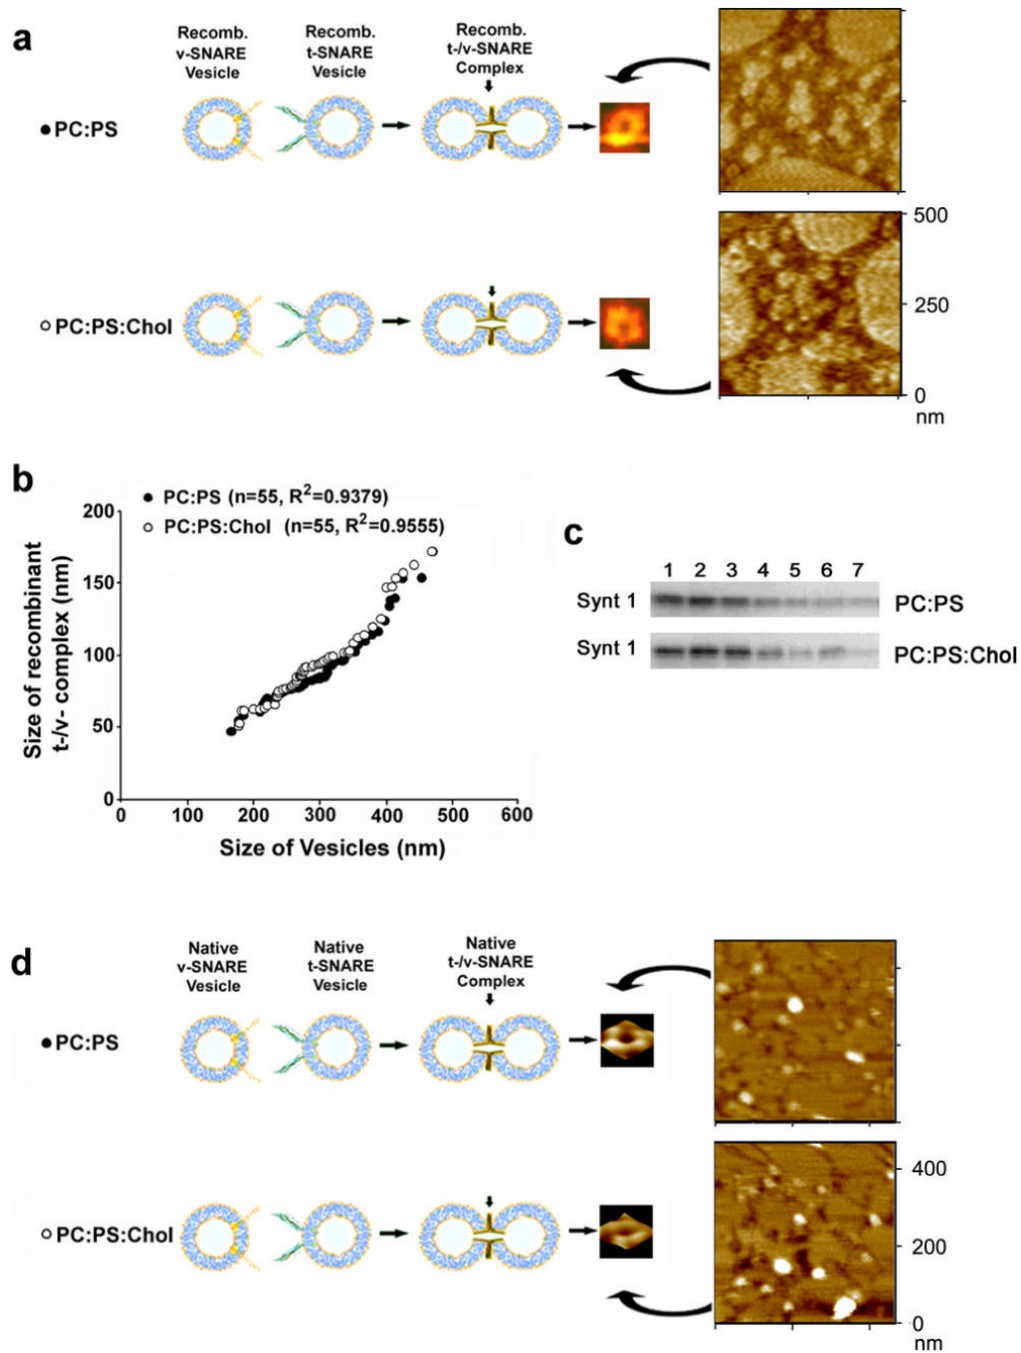 a
Recomb.
v-SNARE
Vesicle
Recomb.
t-SNARE
Vesicle
Recomb.
t-/v-SNARE
Complex
PC:PS
PC:PS:Chol
500
250
0
nm
b
PC:PS (n=55, R²=0.9379)
PC:PS:Chol (n=55, R²=0.9555)
Size of recombinant
t-/v- complex (nm)
200
150
100
50
0
0 100 200 300 400 500 600
Size of Vesicles (nm)
c
1 2 3 4 5 6 7
Synt 1 PC:PS
Synt 1 PC:PS:Chol
d
Native
v-SNARE
Vesicle
Native
t-SNARE
Vesicle
Native
t-/v-SNARE
Complex
PC:PS
PC:PS:Chol
400
200
0
nm